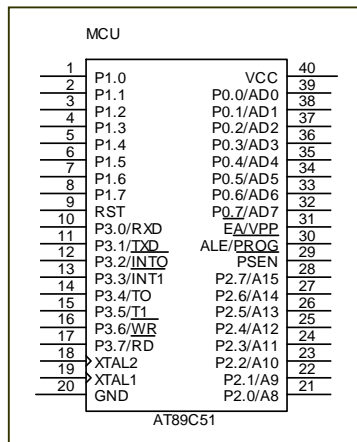 MCU
1 P1.0 VCC 40
2 P1.1 P0.0/AD0 39
3 P1.2 P0.1/AD1 38
4 P1.3 P0.2/AD2 37
5 P1.4 P0.3/AD3 36
6 P1.5 P0.4/AD4 35
7 P1.6 P0.5/AD5 34
8 P1.7 P0.6/AD6 33
9 RST P0.7/AD7 32
10 P3.0/RXD EA/VPP 31
11 P3.1/TXD ALE/PROG 30
12 P3.2/INTO PSEN 29
13 P3.3/INT1 P2.7/A15 28
14 P3.4/TO P2.6/A14 27
15 P3.5/T1 P2.5/A13 26
16 P3.6/WR P2.4/A12 25
17 P3.7/RD P2.3/A11 24
18 XTAL2 P2.2/A10 23
19 XTAL1 P2.1/A9 22
20 GND P2.0/A8 21
AT89C51